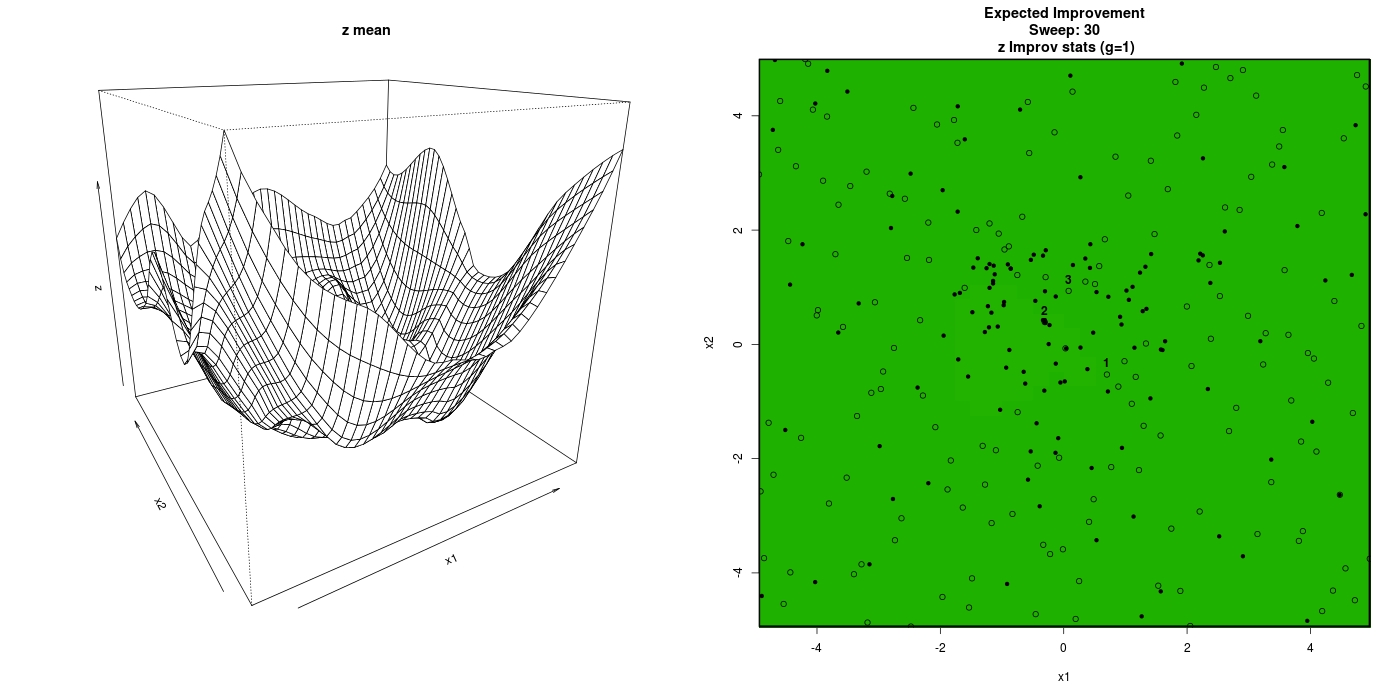 z mean
z
x2
x1
Expected Improvement
Sweep: 30
z Improv stats (g=1)
x2
4
2
0
-2
-4
3
2
1
-4
-2
0
2
4
x1